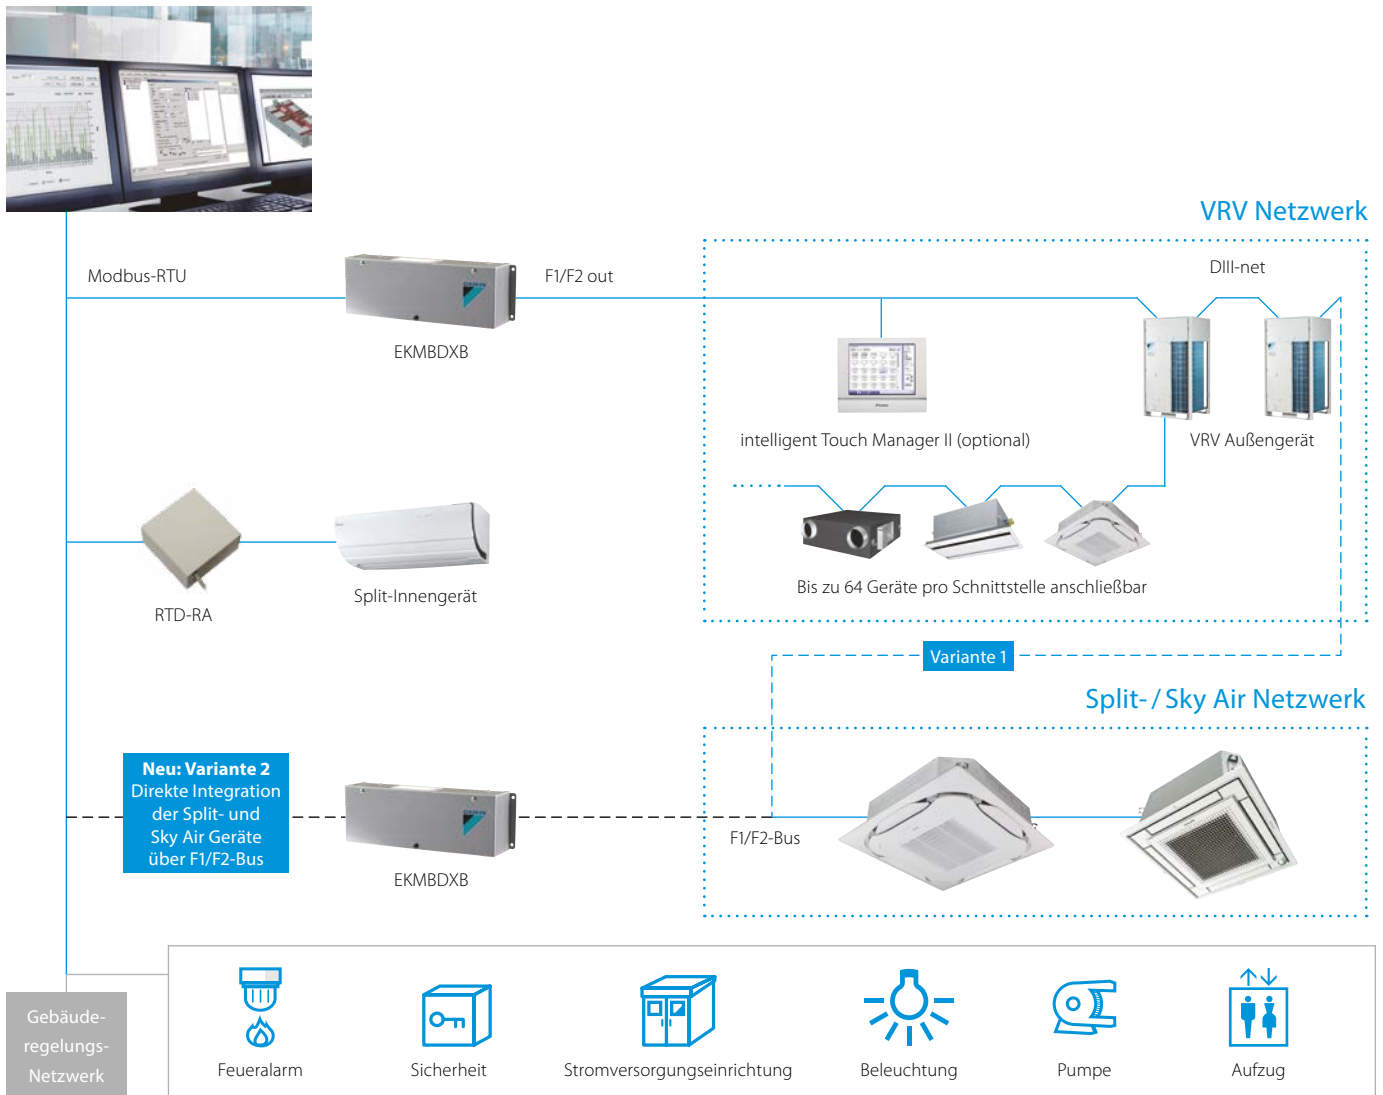 VRV Netzwerk
Modbus-RTU
F1/F2 out
DIII-net
DAIKIN
EKMBDXB
intelligent Touch Manager II (optional)
VRV Außengerät
RTD-RA
Split-Innengerät
Bis zu 64 Geräte pro Schnittstelle anschließbar
Variante 1
Split- / Sky Air Netzwerk
Neu: Variante 2
Direkte Integration
der Split- und
Sky Air Geräte
über F1/F2-Bus
DAIKIN
EKMBDXB
F1/F2-Bus
Gebäude-
regelungs-
Netzwerk
Feueralarm
Sicherheit
Stromversorgungseinrichtung
Beleuchtung
Pumpe
Aufzug